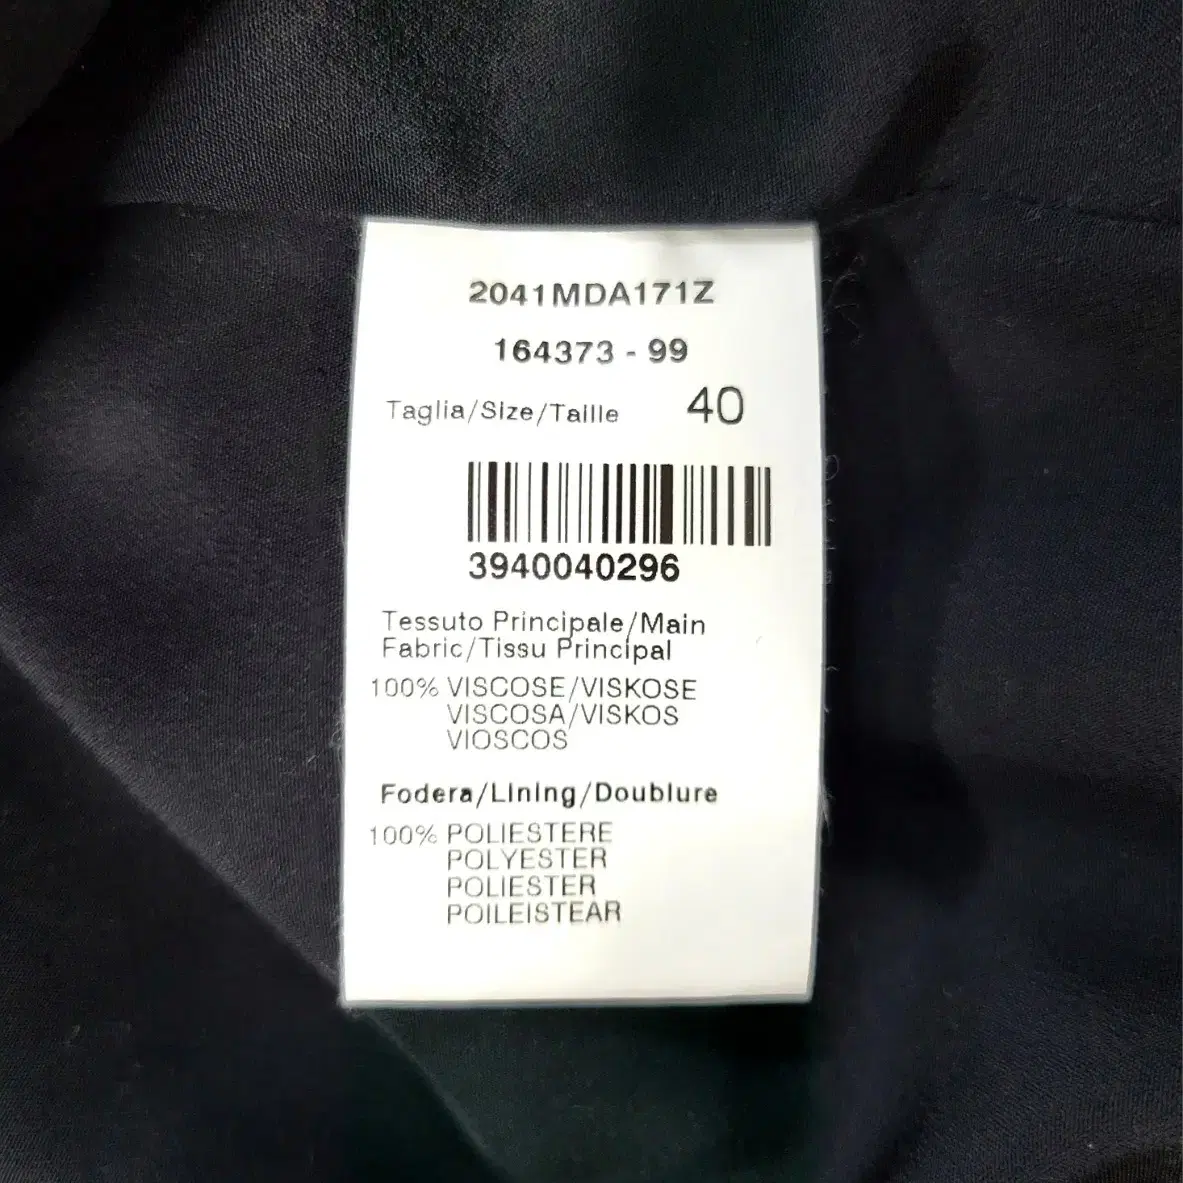 2041MDA171Z
164373 - 99
Taglia/Size/Taille 40
3940040296
Tessuto Principale/Main
Fabric/Tissu Principal
100% VISCOSE/VISKOSE
VISCOSA/VISKOS
VIOSCOS
Fodera/Lining/Doublure
100% POLIESTERE
POLYESTER
POLIESTER
POILEISTEAR